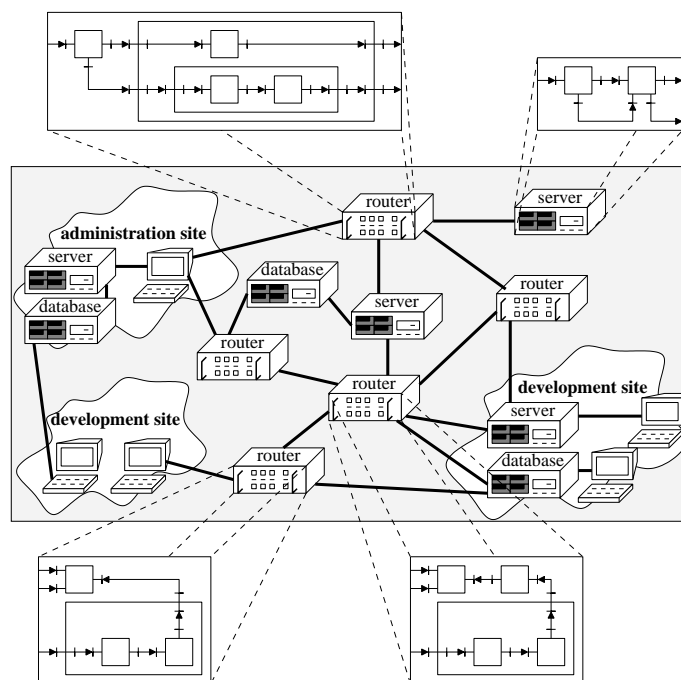 router
server
administration site
server
database
router
database
server
router
router
development site
development site
server
router
database